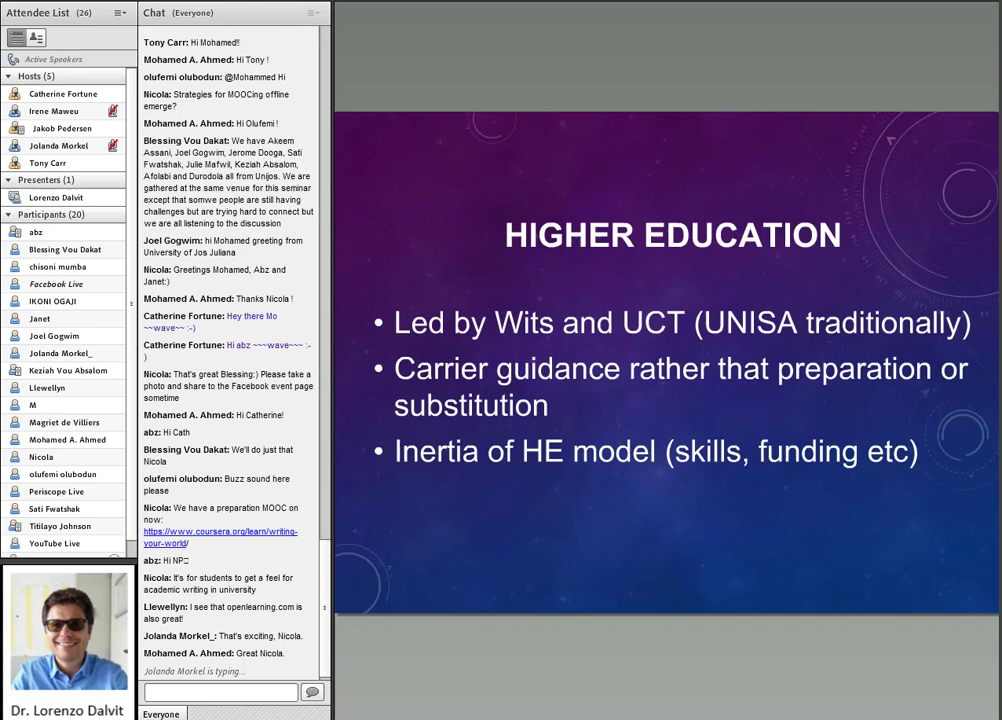 Attendee List (26)
Active Speakers
Hosts (5)
Catherine Fortune
Irene Maweu
Jakob Pedersen
Jolanda Morkel
Tony Carr
Presenters (1)
Lorenzo Dalvit
Participants (20)
abz
Blessing Vou Dakat
chisoni mumba
Facebook Live
IKONI OGAJI
Janet
Joel Gogwim
Jolanda Morkel_
Keziah Vou Absalom
Llewellyn
M
Magriet de Villiers
Mohamed A. Ahmed
Nicola
olufemi olubodun
Periscope Live
Sati Fwatshak
Titilayo Johnson
YouTube Live
Dr. Lorenzo Dalvit
Chat (Everyone)
Tony Carr: Hi Mohamed!!
Mohamed A. Ahmed: Hi Tony !
olufemi olubodun: @Mohammed Hi
Nicola: Strategies for MOOCing offline
emerge?
Mohamed A. Ahmed: Hi Olufemi !
Blessing Vou Dakat: We have Akeem
Assani, Joel Gogwim, Jerome Dooga, Sati
Fwatshak, Julie Mafwil, Keziah Absalom,
Afolabi and Durodola all from Unijos. We are
gathered at the same venue for this seminar
except that somwe people are still having
challenges but are trying hard to connect but
we are all listening to the discussion
Joel Gogwim: hi Mohamed greeting from
University of Jos Juliana
Nicola: Greetings Mohamed, Abz and
Janet:)
Mohamed A. Ahmed: Thanks Nicola !
Catherine Fortune: Hey there Mo
~~wave~~ :-)
Catherine Fortune: Hi abz ~~~wave~~~ :-
)
Nicola: That's great Blessing:) Please take a
photo and share to the Facebook event page
sometime
Mohamed A. Ahmed: Hi Catherine!
abz: Hi Cath
Blessing Vou Dakat: We'll do just that
Nicola
olufemi olubodun: Buzz sound here
please
Nicola: We have a preparation MOOC on
now:
https://www.coursera.org/learn/writing-
your-world/
abz: Hi NP□
Nicola: It's for students to get a feel for
academic writing in university
Llewellyn: I see that openlearning.com is
also great!
Jolanda Morkel_: That's exciting, Nicola.
Mohamed A. Ahmed: Great Nicola.
Jolanda Morkel is typing...
Everyone
HIGHER EDUCATION
• Led by Wits and UCT (UNISA traditionally)
• Carrier guidance rather that preparation or
substitution
• Inertia of HE model (skills, funding etc)